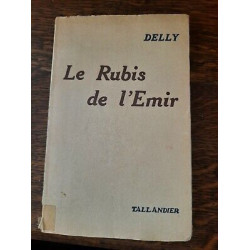 DELLY
Le Rubis
de l'Emir
TALLANDIER